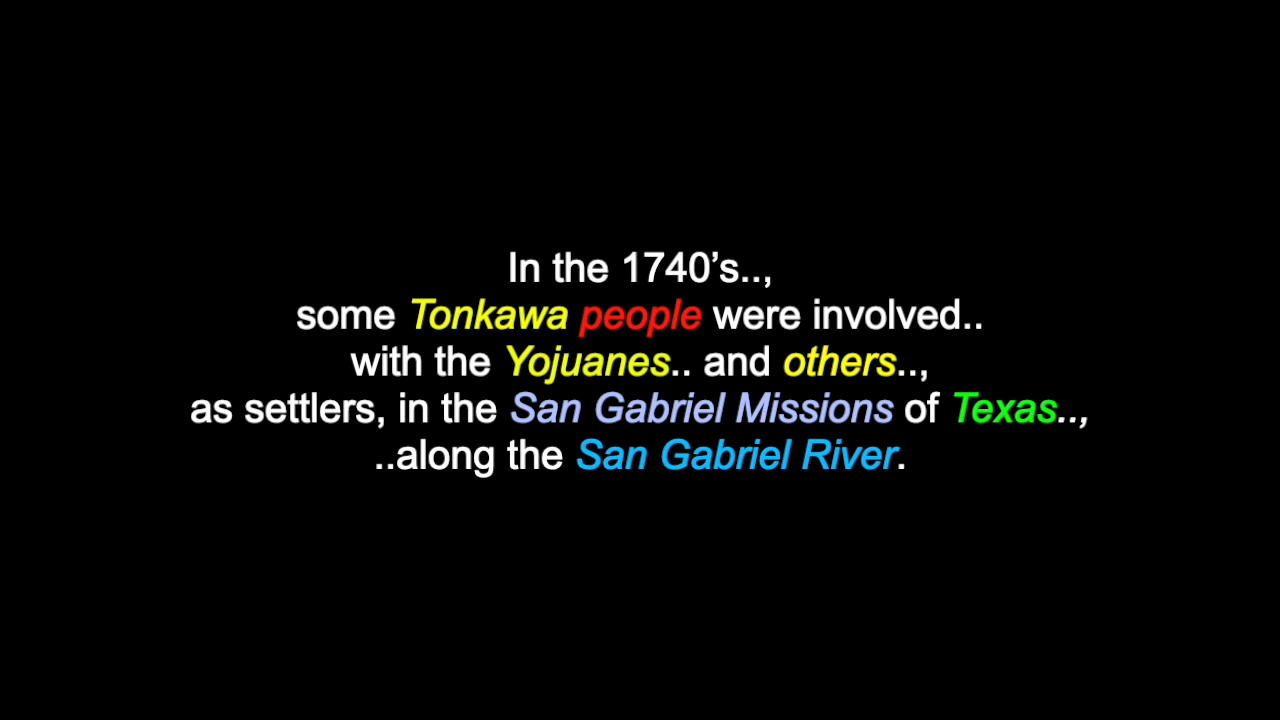 In the 1740’s..,
some Tonkawa people were involved..
with the Yojuanes.. and others..,
as settlers, in the San Gabriel Missions of Texas..,
..along the San Gabriel River.